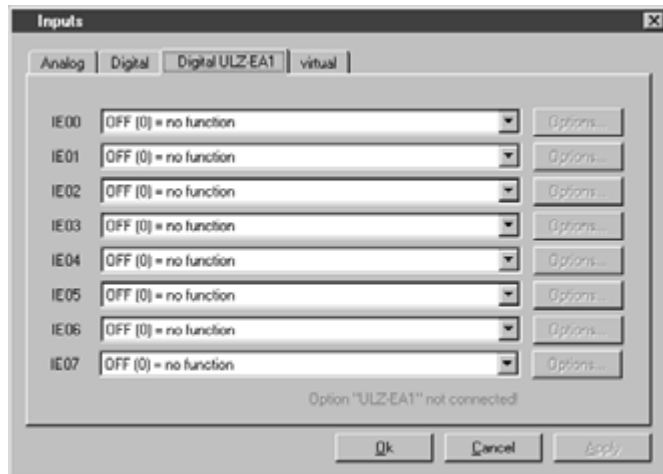 Inputs
Analog Digital Digital ULZ-EA1 virtual
IE00 OFF (0) = no function Options...
IE01 OFF (0) = no function Options...
IE02 OFF (0) = no function Options...
IE03 OFF (0) = no function Options...
IE04 OFF (0) = no function Options...
IE05 OFF (0) = no function Options...
IE06 OFF (0) = no function Options...
IE07 OFF (0) = no function Options...
Option "ULZ-EA1" not connected!
Ok Cancel Apply